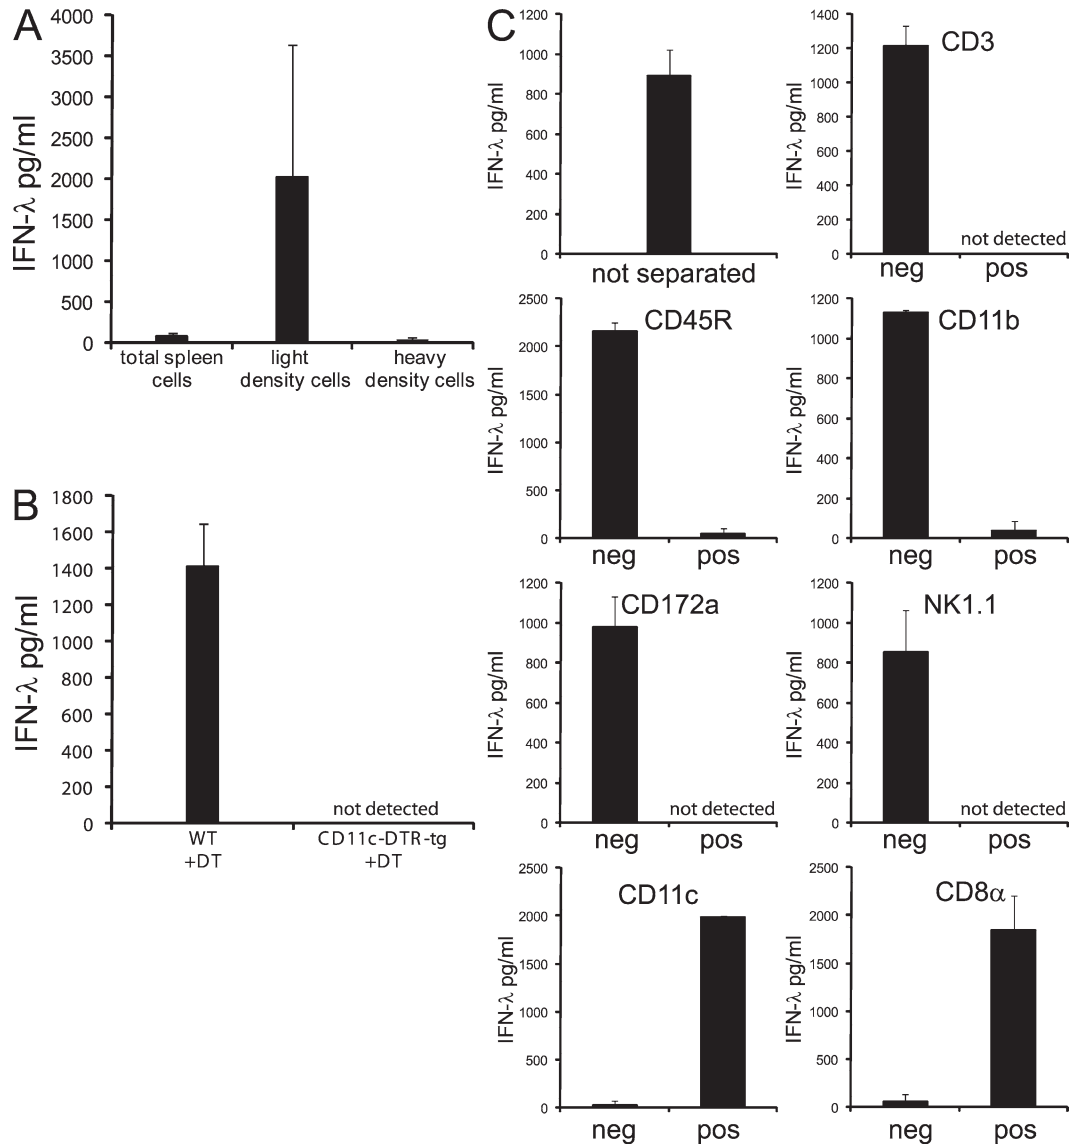 A
IFN-λ pg/ml
4000
3500
3000
2500
2000
1500
1000
500
0
total spleen cells
light density cells
heavy density cells
B
IFN-λ pg/ml
1800
1600
1400
1200
1000
800
600
400
200
0
not detected
WT +DT
CD11c-DTR-tg +DT
C
IFN-λ pg/ml
1200
1000
800
600
400
200
0
not separated
IFN-λ pg/ml
1400
1200
1000
800
600
400
200
0
CD3
not detected
neg pos
IFN-λ pg/ml
2500
2000
1500
1000
500
0
CD45R
neg pos
IFN-λ pg/ml
1200
1000
800
600
400
200
0
CD11b
neg pos
IFN-λ pg/ml
1200
1000
800
600
400
200
0
CD172a
not detected
neg pos
IFN-λ pg/ml
1200
1000
800
600
400
200
0
NK1.1
not detected
neg pos
IFN-λ pg/ml
2500
2000
1500
1000
500
0
CD11c
neg pos
IFN-λ pg/ml
2500
2000
1500
1000
500
0
CD8α
neg pos